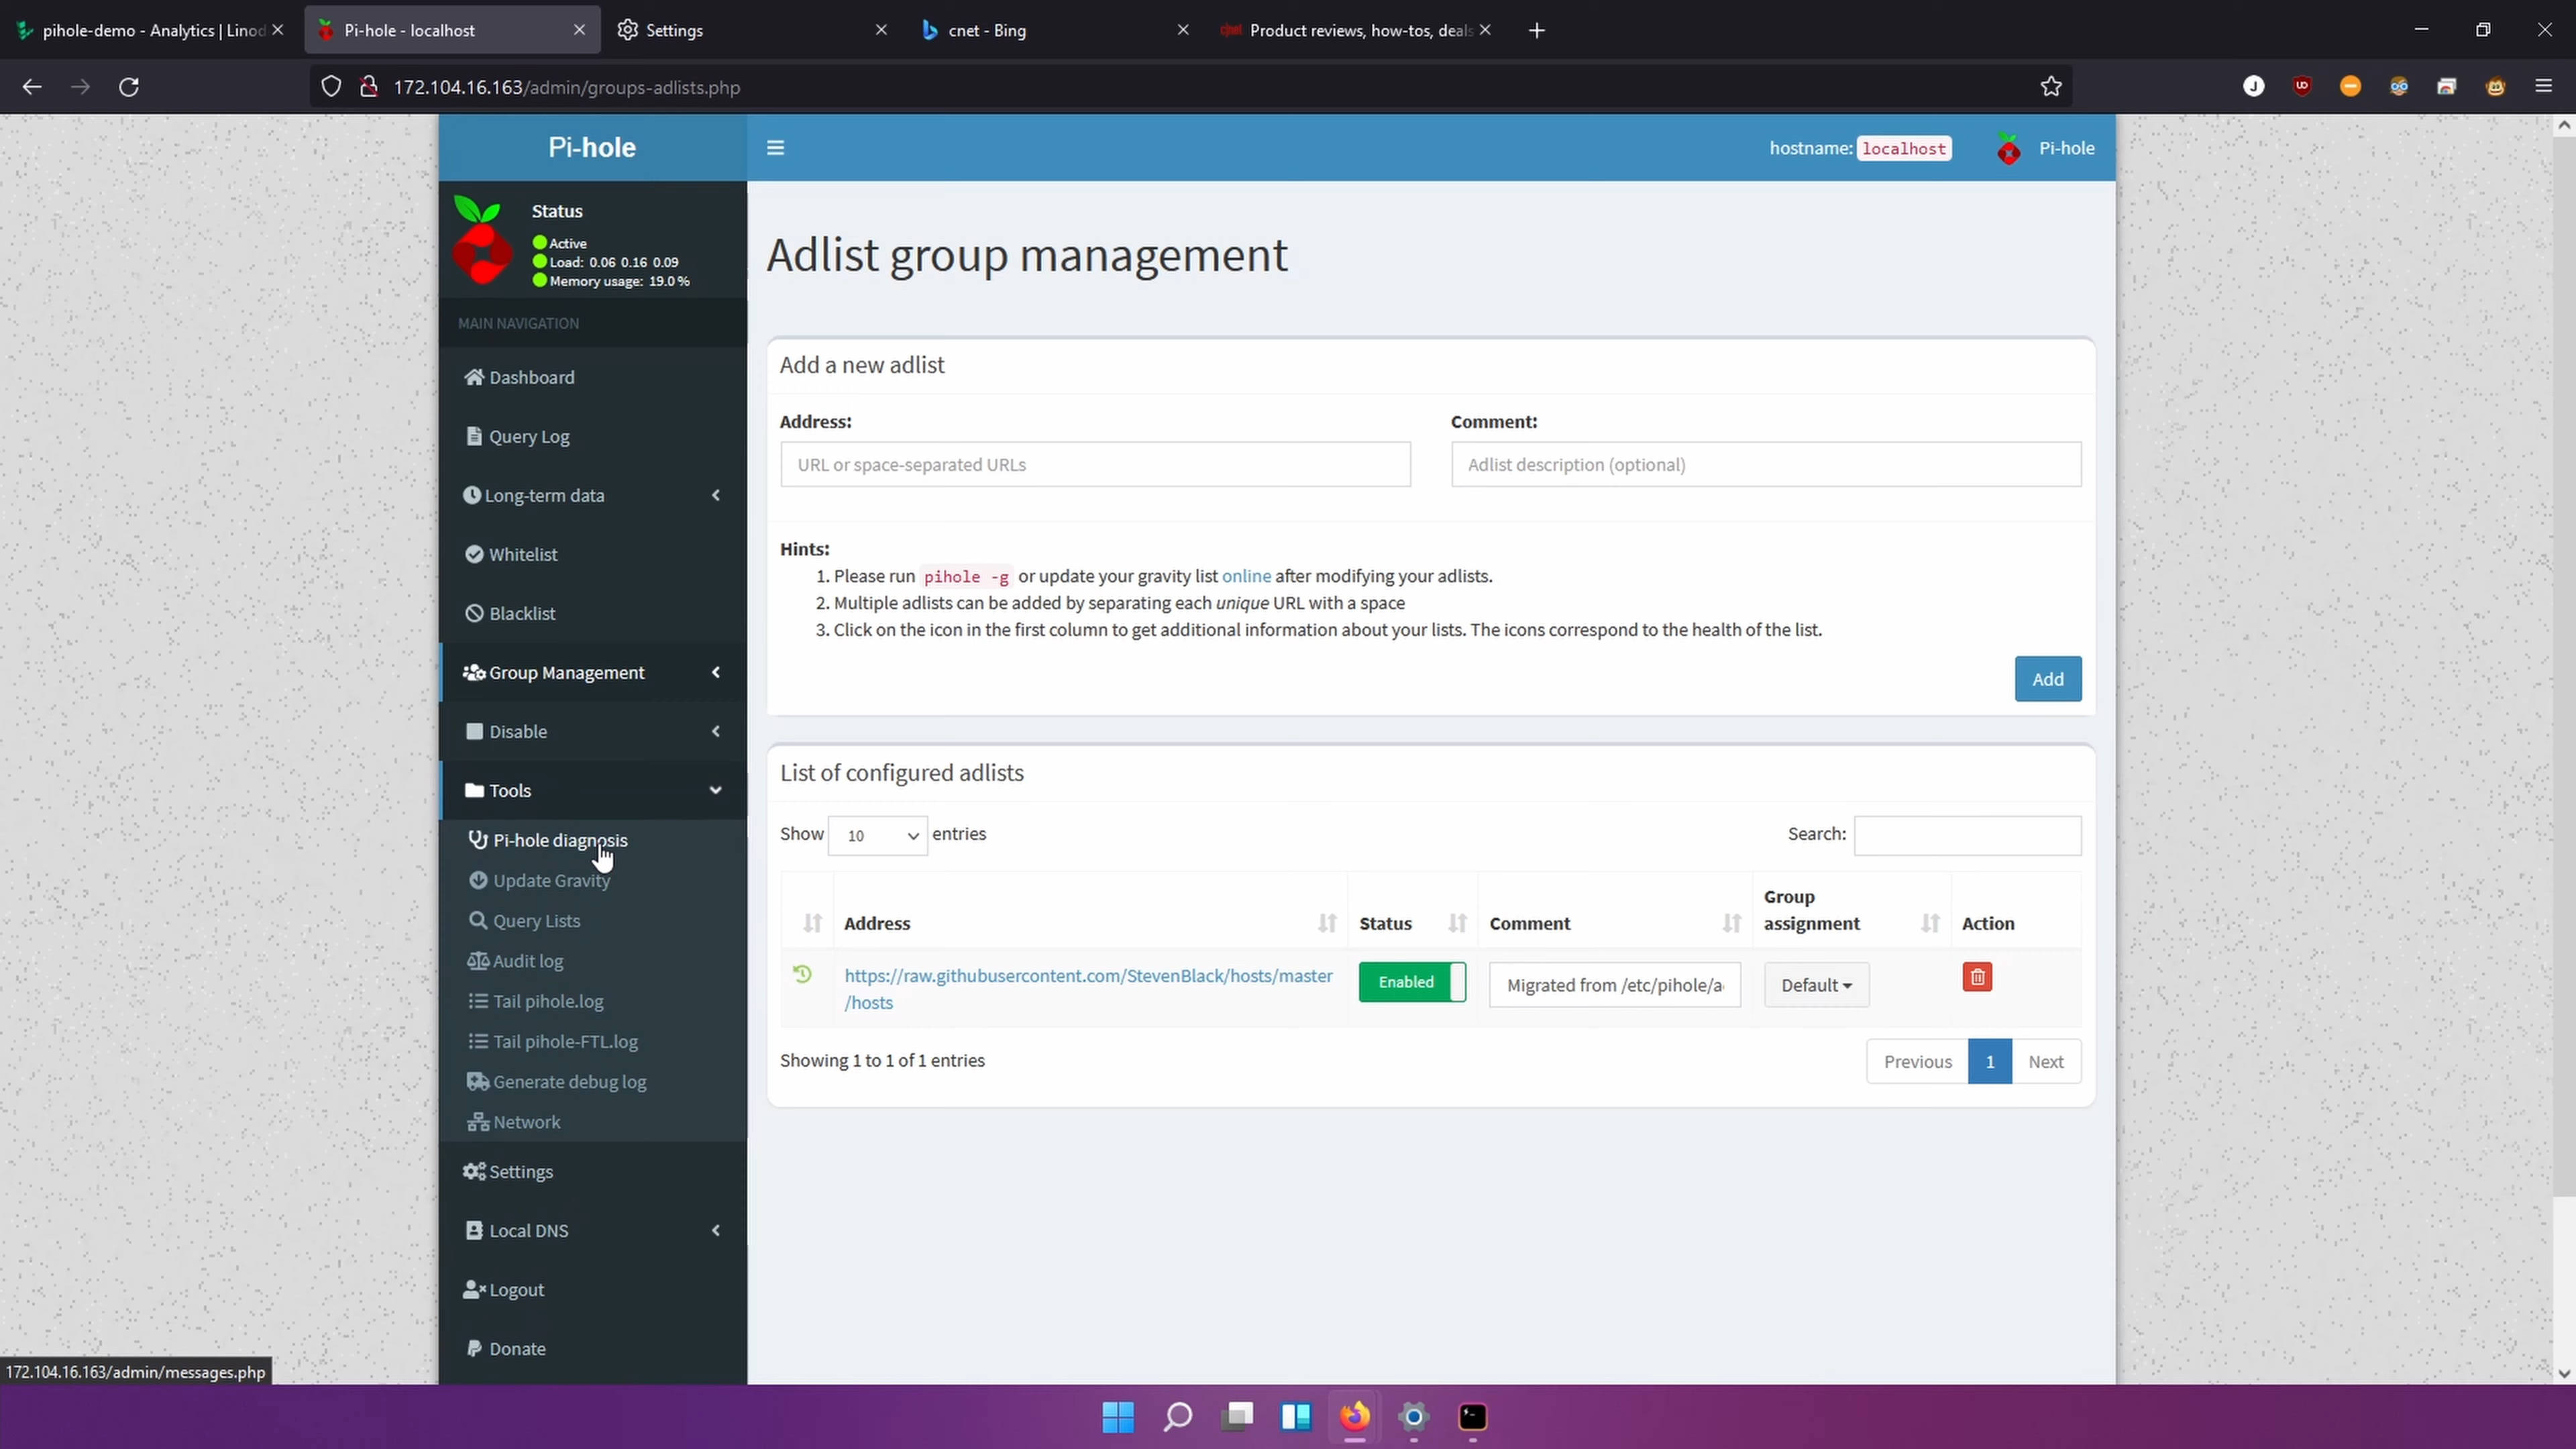 pihole-demo - Analytics | Linod
Pi-hole - localhost
Settings
cnet - Bing
Product reviews, how-tos, deals
172.104.16.163/admin/groups-adlists.php
Pi-hole
hostname: localhost
Pi-hole
Status
Active
Load: 0.06 0.16 0.09
Memory usage: 19.0 %
MAIN NAVIGATION
Dashboard
Query Log
Long-term data
Whitelist
Blacklist
Group Management
Disable
Tools
Pi-hole diagnosis
Update Gravity
Query Lists
Audit log
Tail pihole.log
Tail pihole-FTL.log
Generate debug log
Network
Settings
Local DNS
Logout
Donate
Adlist group management
Add a new adlist
Address:
Comment:
URL or space-separated URLs
Adlist description (optional)
Hints:
1. Please run pihole -g or update your gravity list online after modifying your adlists.
2. Multiple adlists can be added by separating each unique URL with a space
3. Click on the icon in the first column to get additional information about your lists. The icons correspond to the health of the list.
Add
List of configured adlists
Show 10 entries
Search:
Address
Status
Comment
Group
assignment
Action
https://raw.githubusercontent.com/StevenBlack/hosts/master
/hosts
Enabled
Migrated from /etc/pihole/a
Default
Showing 1 to 1 of 1 entries
Previous
1
Next
172.104.16.163/admin/messages.php